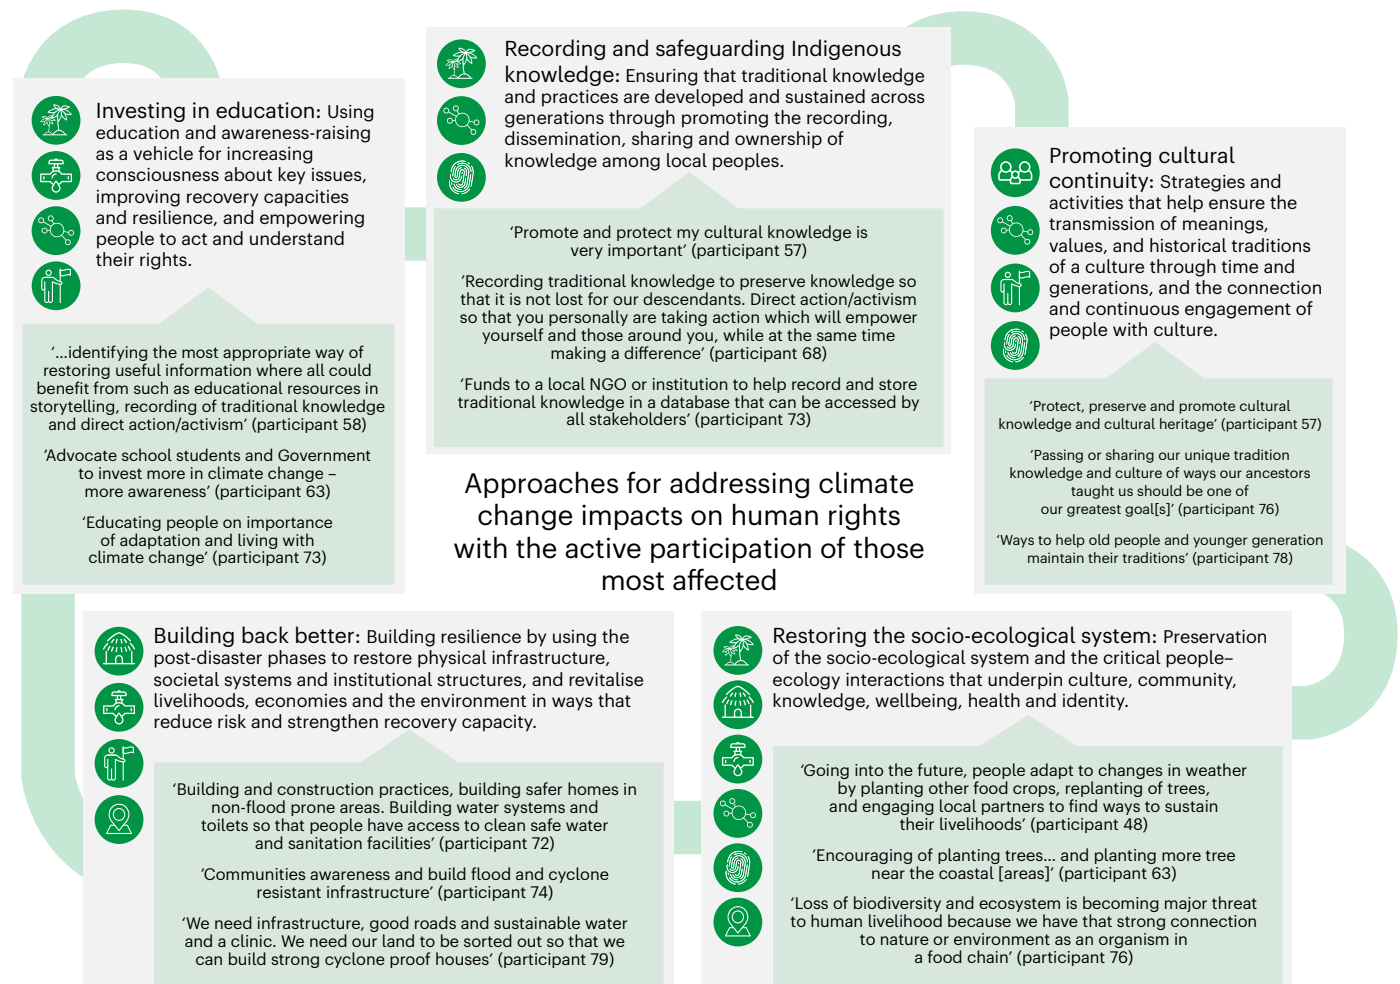 Investing in education: Using
education and awareness-raising
as a vehicle for increasing
consciousness about key issues,
improving recovery capacities
and resilience, and empowering
people to act and understand
their rights.
‘...identifying the most appropriate way of
restoring useful information where all could
benefit from such as educational resources in
storytelling, recording of traditional knowledge
and direct action/activism’ (participant 58)
‘Advocate school students and Government
to invest more in climate change –
more awareness’ (participant 63)
‘Educating people on importance
of adaptation and living with
climate change’ (participant 73)
Recording and safeguarding Indigenous
knowledge: Ensuring that traditional knowledge
and practices are developed and sustained across
generations through promoting the recording,
dissemination, sharing and ownership of
knowledge among local peoples.
‘Promote and protect my cultural knowledge is
very important’ (participant 57)
‘Recording traditional knowledge to preserve knowledge so
that it is not lost for our descendants. Direct action/activism
so that you personally are taking action which will empower
yourself and those around you, while at the same time
making a difference’ (participant 68)
‘Funds to a local NGO or institution to help record and store
traditional knowledge in a database that can be accessed by
all stakeholders’ (participant 73)
Promoting cultural
continuity: Strategies and
activities that help ensure the
transmission of meanings,
values, and historical traditions
of a culture through time and
generations, and the connection
and continuous engagement of
people with culture.
‘Protect, preserve and promote cultural
knowledge and cultural heritage’ (participant 57)
‘Passing or sharing our unique tradition
knowledge and culture of ways our ancestors
taught us should be one of
our greatest goal[s]’ (participant 76)
‘Ways to help old people and younger generation
maintain their traditions’ (participant 78)
Approaches for addressing climate
change impacts on human rights
with the active participation of those
most affected
Building back better: Building resilience by using the
post-disaster phases to restore physical infrastructure,
societal systems and institutional structures, and revitalise
livelihoods, economies and the environment in ways that
reduce risk and strengthen recovery capacity.
‘Building and construction practices, building safer homes in
non-flood prone areas. Building water systems and
toilets so that people have access to clean safe water
and sanitation facilities’ (participant 72)
‘Communities awareness and build flood and cyclone
resistant infrastructure’ (participant 74)
‘We need infrastructure, good roads and sustainable water
and a clinic. We need our land to be sorted out so that we
can build strong cyclone proof houses’ (participant 79)
Restoring the socio-ecological system: Preservation
of the socio-ecological system and the critical people–
ecology interactions that underpin culture, community,
knowledge, wellbeing, health and identity.
‘Going into the future, people adapt to changes in weather
by planting other food crops, replanting of trees,
and engaging local partners to find ways to sustain
their livelihoods’ (participant 48)
‘Encouraging of planting trees... and planting more tree
near the coastal [areas]’ (participant 63)
‘Loss of biodiversity and ecosystem is becoming major threat
to human livelihood because we have that strong connection
to nature or environment as an organism in
a food chain’ (participant 76)